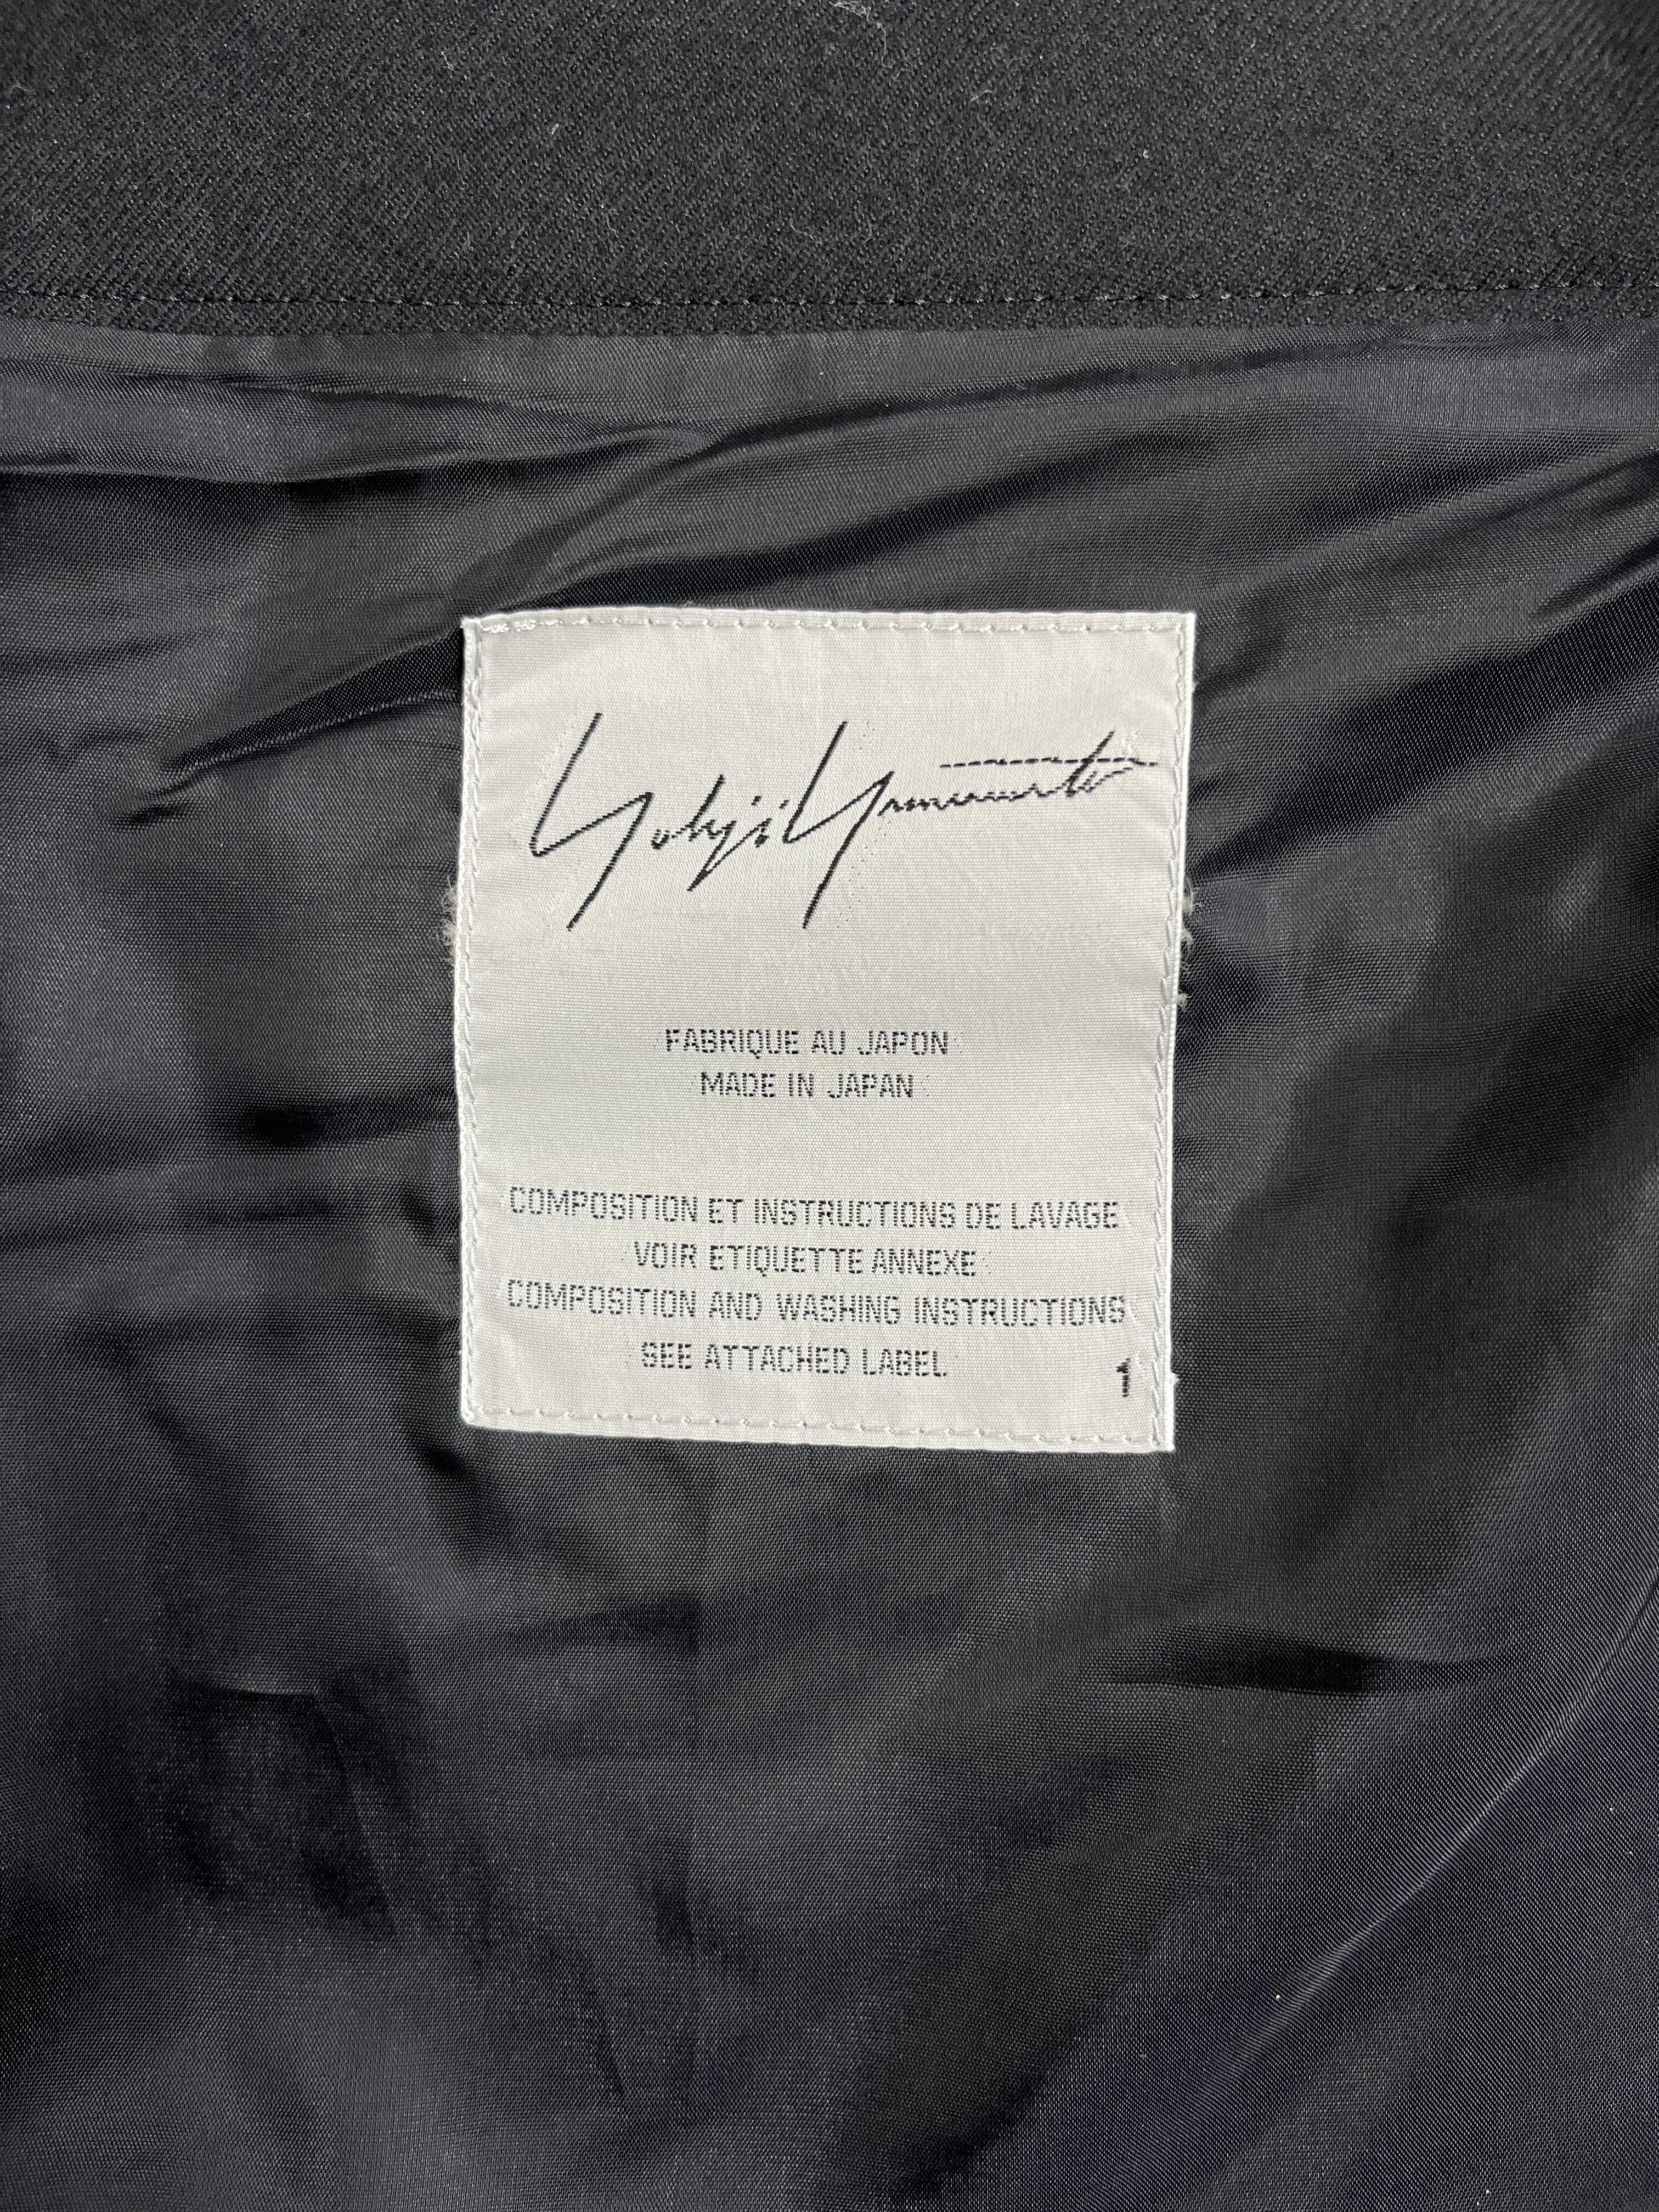 Yohji Yamamoto
FABRIQUE AU JAPON
MADE IN JAPAN
COMPOSITION ET INSTRUCTIONS DE LAVAGE
VOIR ETIQUETTE ANNEXE
COMPOSITION AND WASHING INSTRUCTIONS
SEE ATTACHED LABEL
1